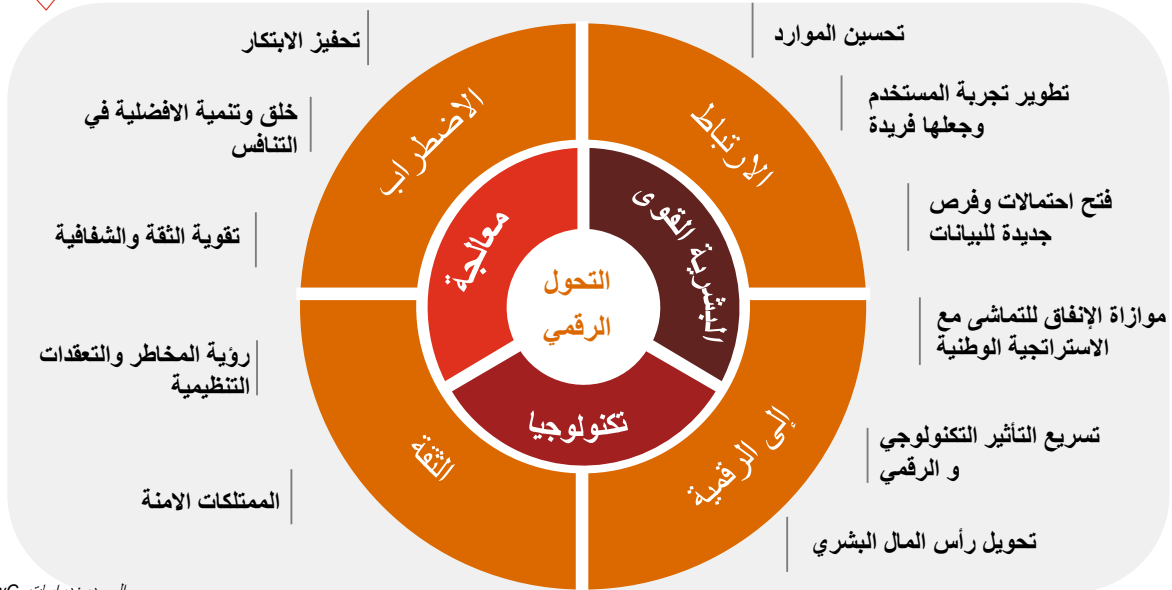 تحسين الموارد
تطوير تجربة المستخدم
وجعلها فريدة
فتح احتمالات وفرص
جديدة للبيانات
موازاة الإنفاق للتماشى مع
الاستراتجية الوطنية
تسريع التأثير التكنولوجي
و الرقمي
تحويل رأس المال البشري
الارتباط
الاضطراب
القوى البشرية
معالجة
التحول
الرقمي
تكنولوجيا
إلى الرقمية
الثقة
تحفيز الابتكار
خلق وتنمية الافضلية في
التنافس
تقوية الثقة والشفافية
رؤية المخاطر والتعقدات
التنظيمية
الممتلكات الامنة